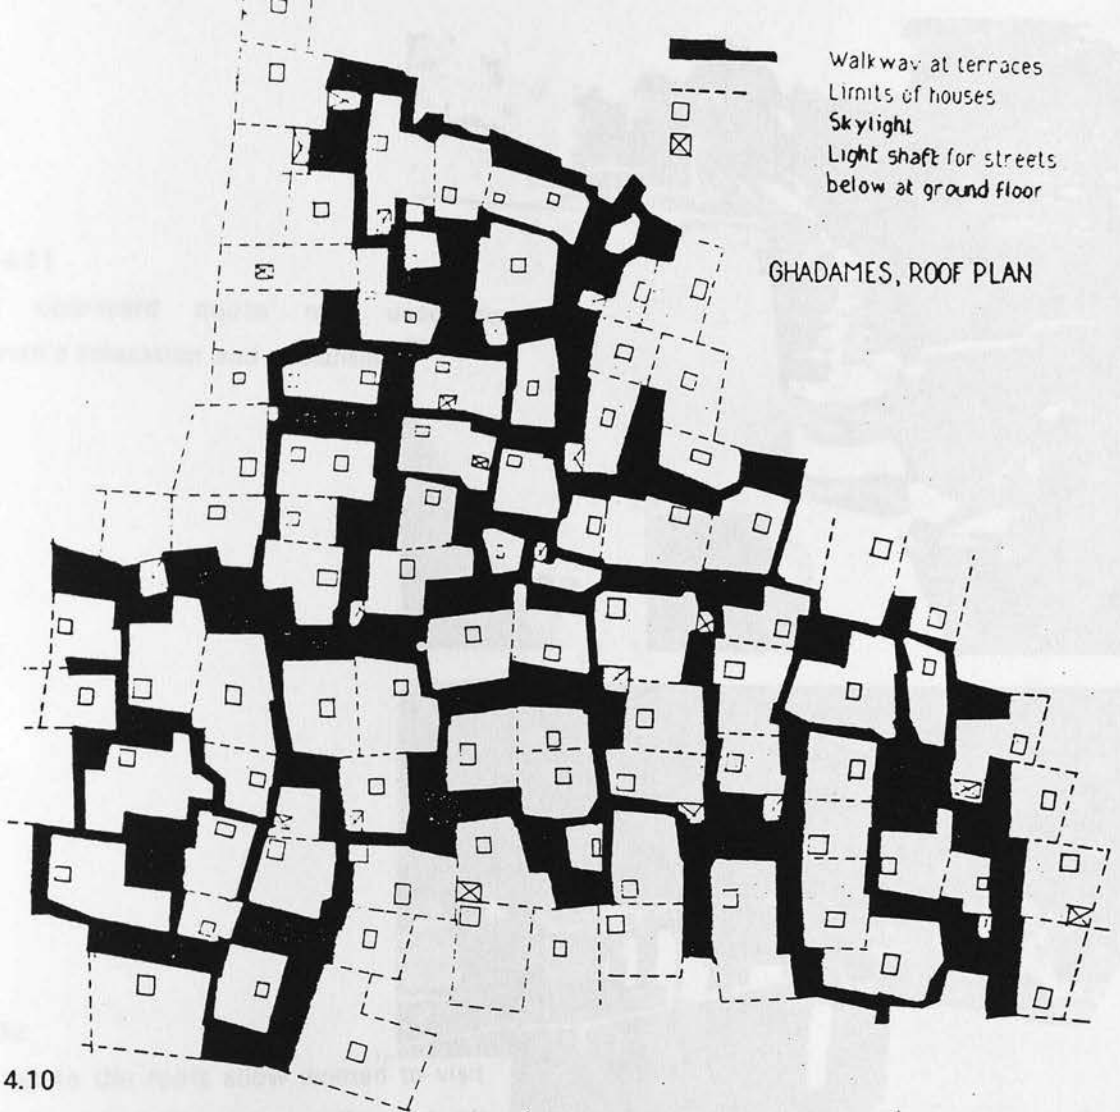 Walkway at terraces
Limits of houses
Skylight
Light shaft for streets
below at ground floor
GHADAMES, ROOF PLAN
4.10